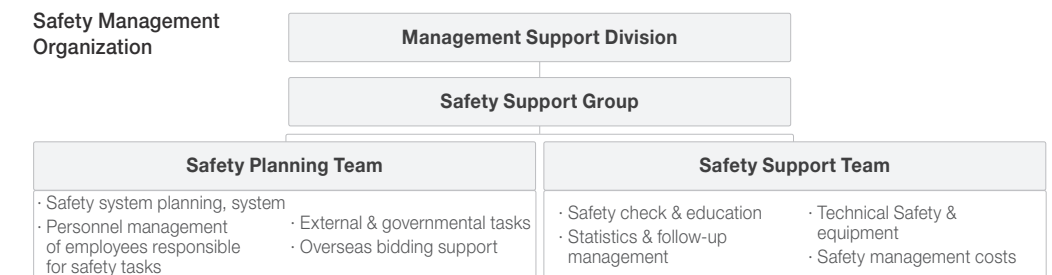 Safety Management
Organization
Management Support Division
Safety Support Group
Safety Planning Team
· Safety system planning, system
· Personnel management
of employees responsible
for safety tasks
· External & governmental tasks
· Overseas bidding support
Safety Support Team
· Safety check & education
· Statistics & follow-up
management
· Technical Safety &
equipment
· Safety management costs